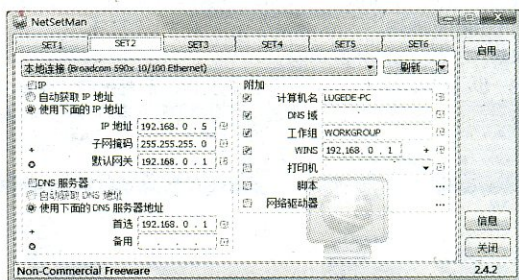 NetSetMan
SET1 SET2 SET3 SET4 SET5 SET6
启用
本地连接 (Broadcom 590x 10/100 Ethernet)
刷新
IP
自动获取 IP 地址
使用下面的 IP 地址
IP 地址 192.168. 0 . 5
子网掩码 255.255.255. 0
默认网关 192.168. 0 . 1
DNS 服务器
自动获取 DNS 地址
使用下面的 DNS 服务器地址
首选 192.168. 0 . 1
备用 . . .
附加
计算机名 LUGEDE-PC
DNS 域
工作组 WORKGROUP
WINS 192.168. 0 . 1 +
打印机
脚本 ...
网络驱动器 ...
信息
关闭
Non-Commercial Freeware
2.4.2